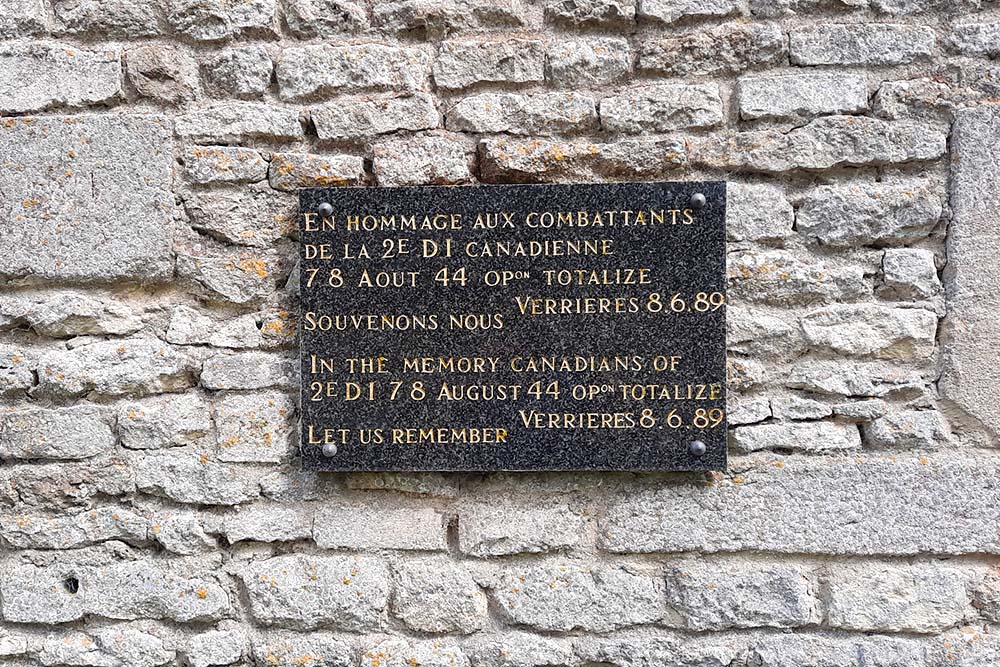 En hommage aux combattants
de la 2E DI canadienne
7 8 Aout 44 opon totalize
Verrieres 8.6.89
Souvenons nous
In the memory canadians of
2E DI 7 8 August 44 opon totalize
Verrieres 8.6.89
Let us remember